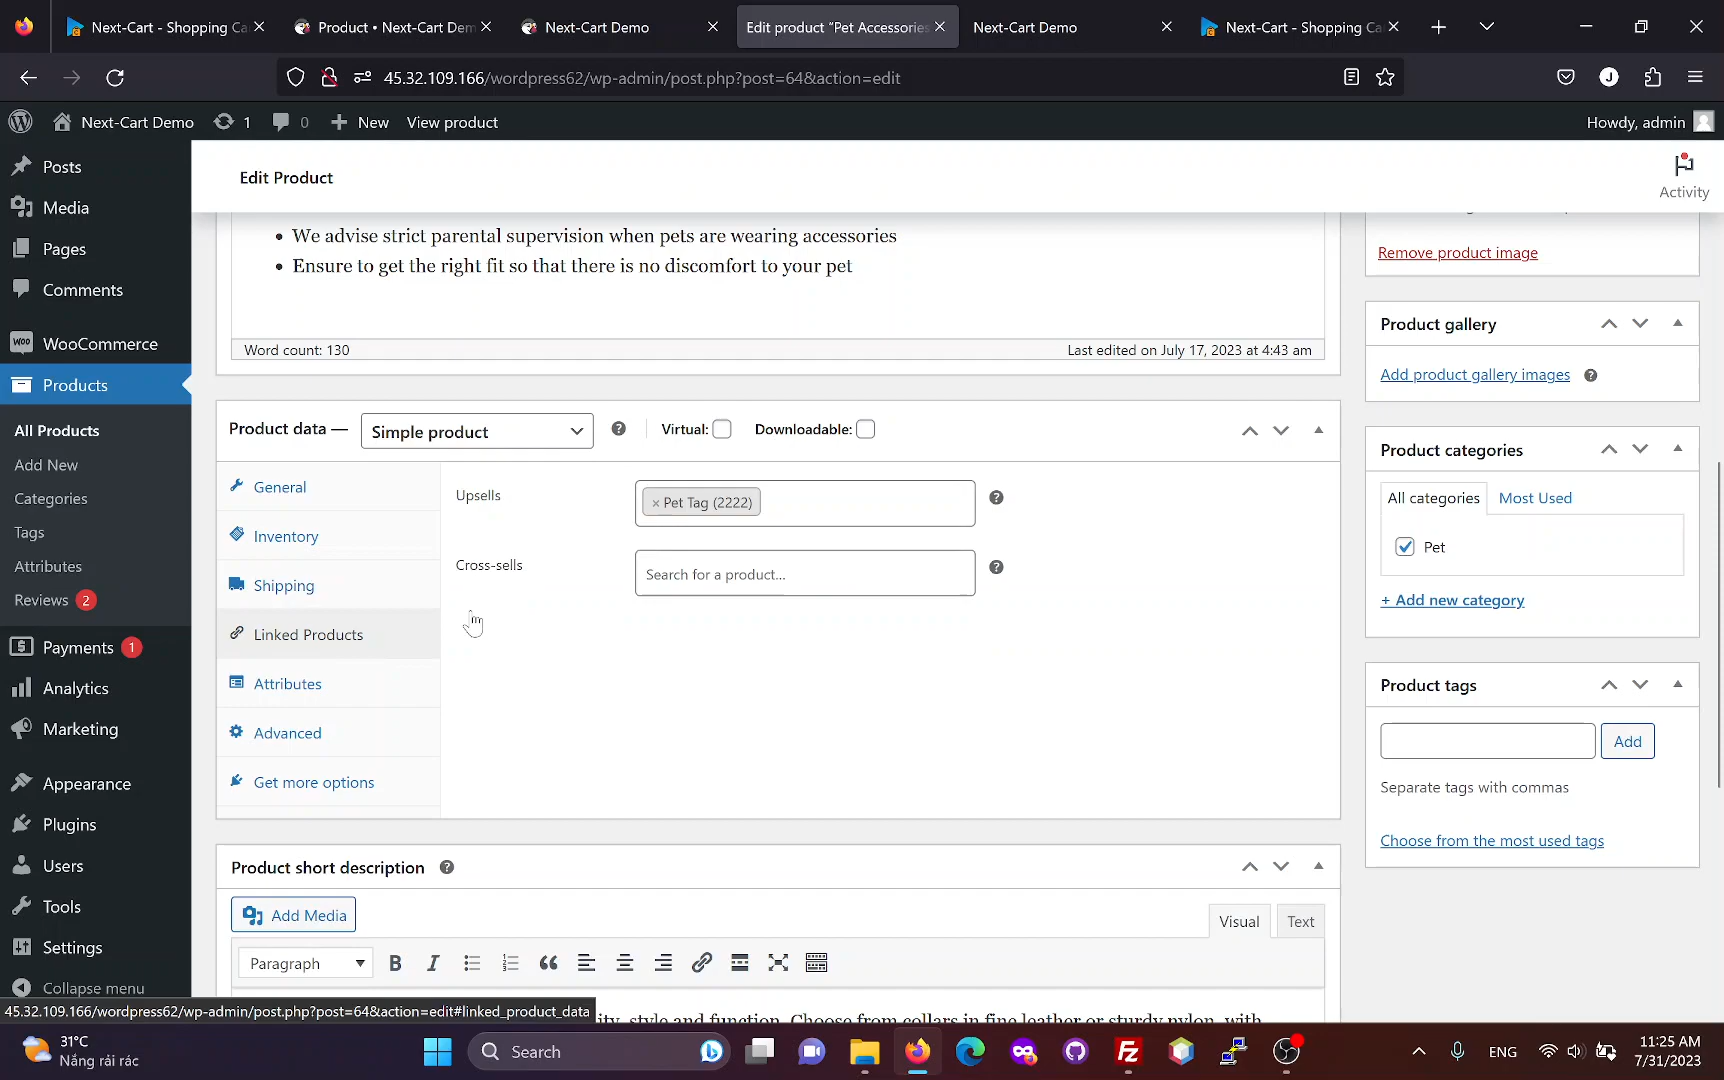 Next-Cart - Shopping Ca
Product • Next-Cart Dem
Next-Cart Demo
Edit product “Pet Accessories
Next-Cart Demo
Next-Cart - Shopping Ca
45.32.109.166/wordpress62/wp-admin/post.php?post=64&action=edit
Next-Cart Demo
1
0
New
View product
Howdy, admin
Posts
Media
Pages
Comments
WooCommerce
Products
All Products
Add New
Categories
Tags
Attributes
Reviews 2
Payments 1
Analytics
Marketing
Appearance
Plugins
Users
Tools
Settings
Collapse menu
Edit Product
Activity
• We advise strict parental supervision when pets are wearing accessories
• Ensure to get the right fit so that there is no discomfort to your pet
Word count: 130
Last edited on July 17, 2023 at 4:43 am
Product data —
Simple product
Virtual:
Downloadable:
General
Inventory
Shipping
Linked Products
Attributes
Advanced
Get more options
Upsells
× Pet Tag (2222)
Cross-sells
Search for a product...
Product short description
Add Media
Visual
Text
Paragraph
B
I
style and function. Choose from collars in fine leather or sturdy nylon, with
Remove product image
Product gallery
Add product gallery images
Product categories
All categories
Most Used
Pet
+ Add new category
Product tags
Add
Separate tags with commas
Choose from the most used tags
45.32.109.166/wordpress62/wp-admin/post.php?post=64&action=edit#linked_product_data
31°C
Nắng rải rác
Search
ENG
11:25 AM
7/31/2023